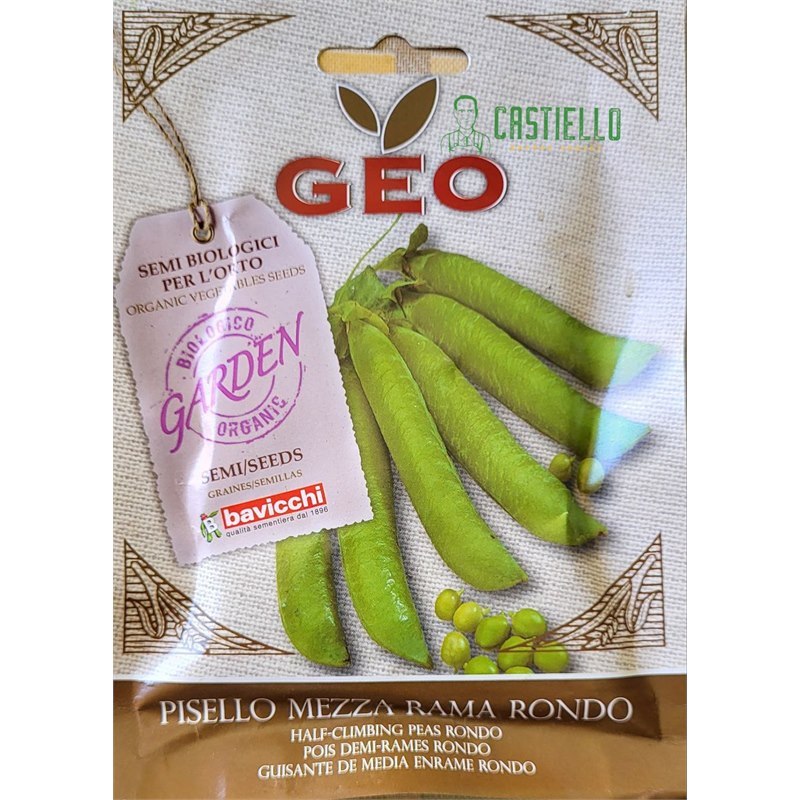 CASTIELLO
GEO
SEMI BIOLOGICI
PER L'ORTO
ORGANIC VEGETABLES SEEDS
BIOLOGICO
GARDEN
ORGANIC
SEMI/SEEDS
GRAINES/SEMILLAS
bavicchi
qualità sementiera dal 1896
PISELLO MEZZA RAMA RONDO
HALF-CLIMBING PEAS RONDO
POIS DEMI-RAMES RONDO
GUISANTE DE MEDIA ENRAME RONDO